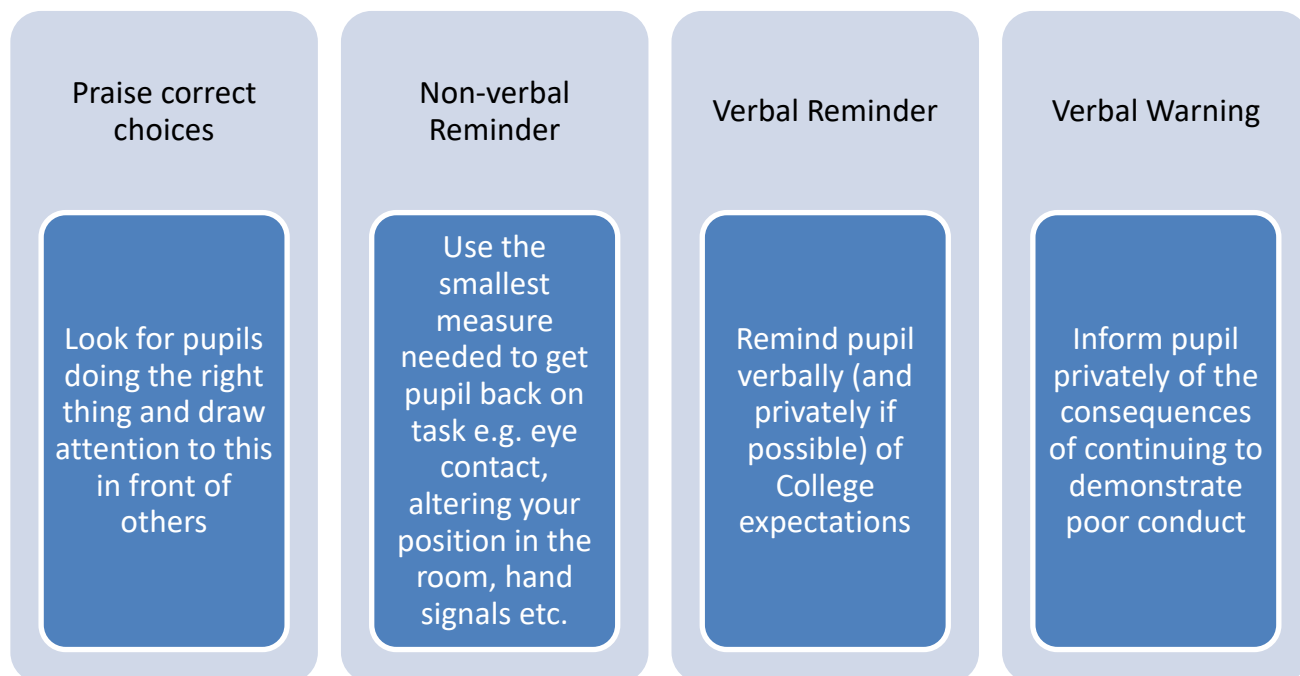 Praise correct
choices
Look for pupils
doing the right
thing and draw
attention to this
in front of
others
Non-verbal
Reminder
Use the
smallest
measure
needed to get
pupil back on
task e.g. eye
contact,
altering your
position in the
room, hand
signals etc.
Verbal Reminder
Remind pupil
verbally (and
privately if
possible) of
College
expectations
Verbal Warning
Inform pupil
privately of the
consequences
of continuing to
demonstrate
poor conduct